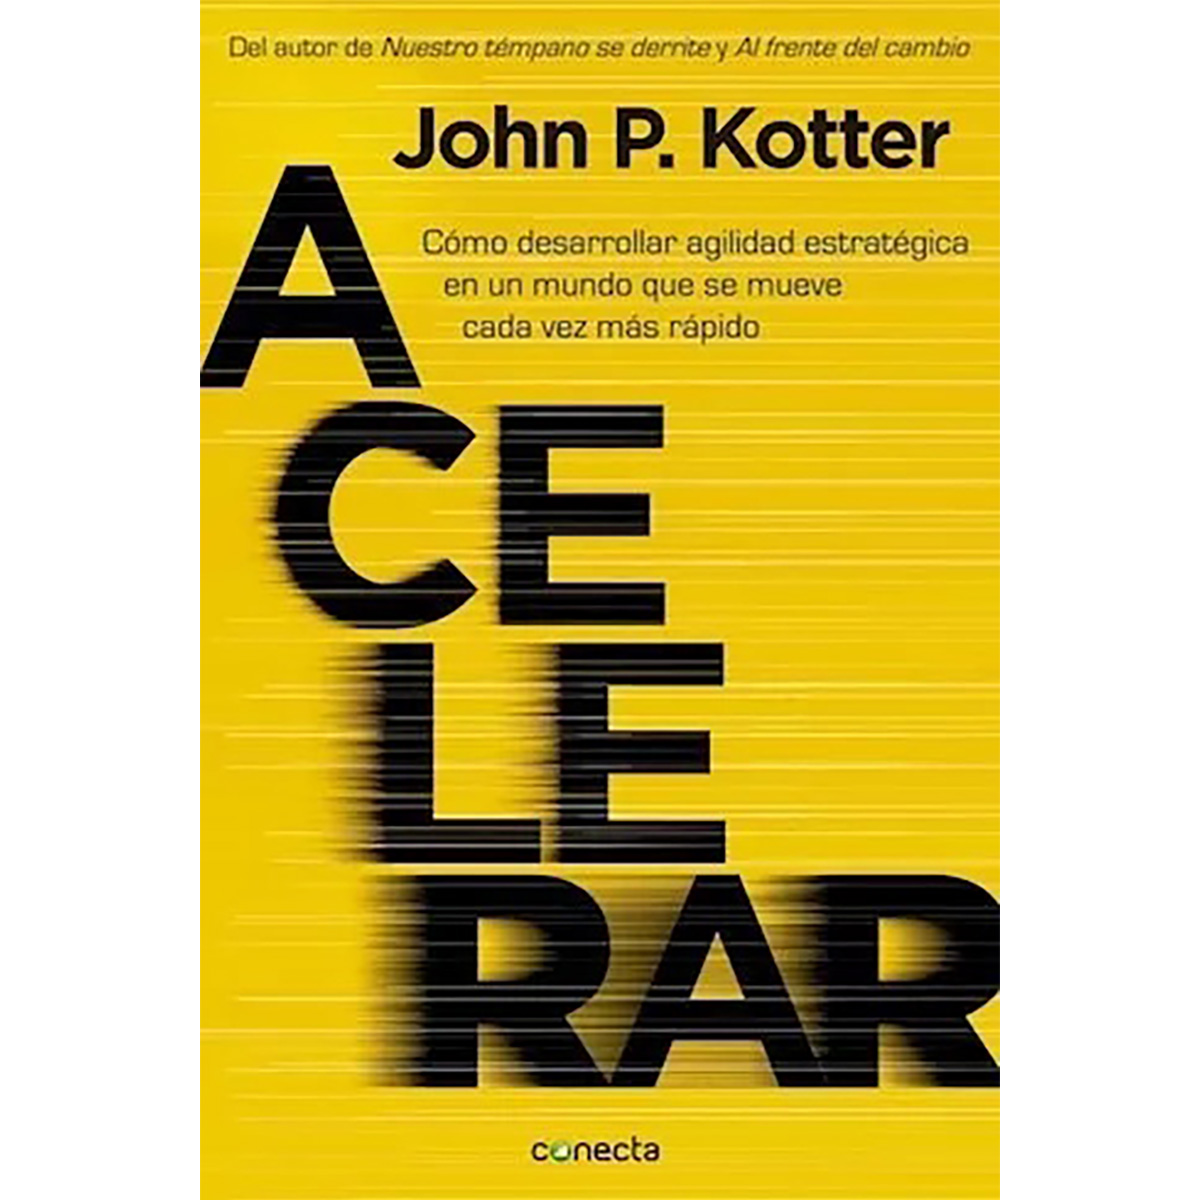 Del autor de Nuestro témpano se derrite y Al frente del cambio
John P. Kotter
Cómo desarrollar agilidad estratégica
en un mundo que se mueve
cada vez más rápido
A
CE
LE
RAR
conecta